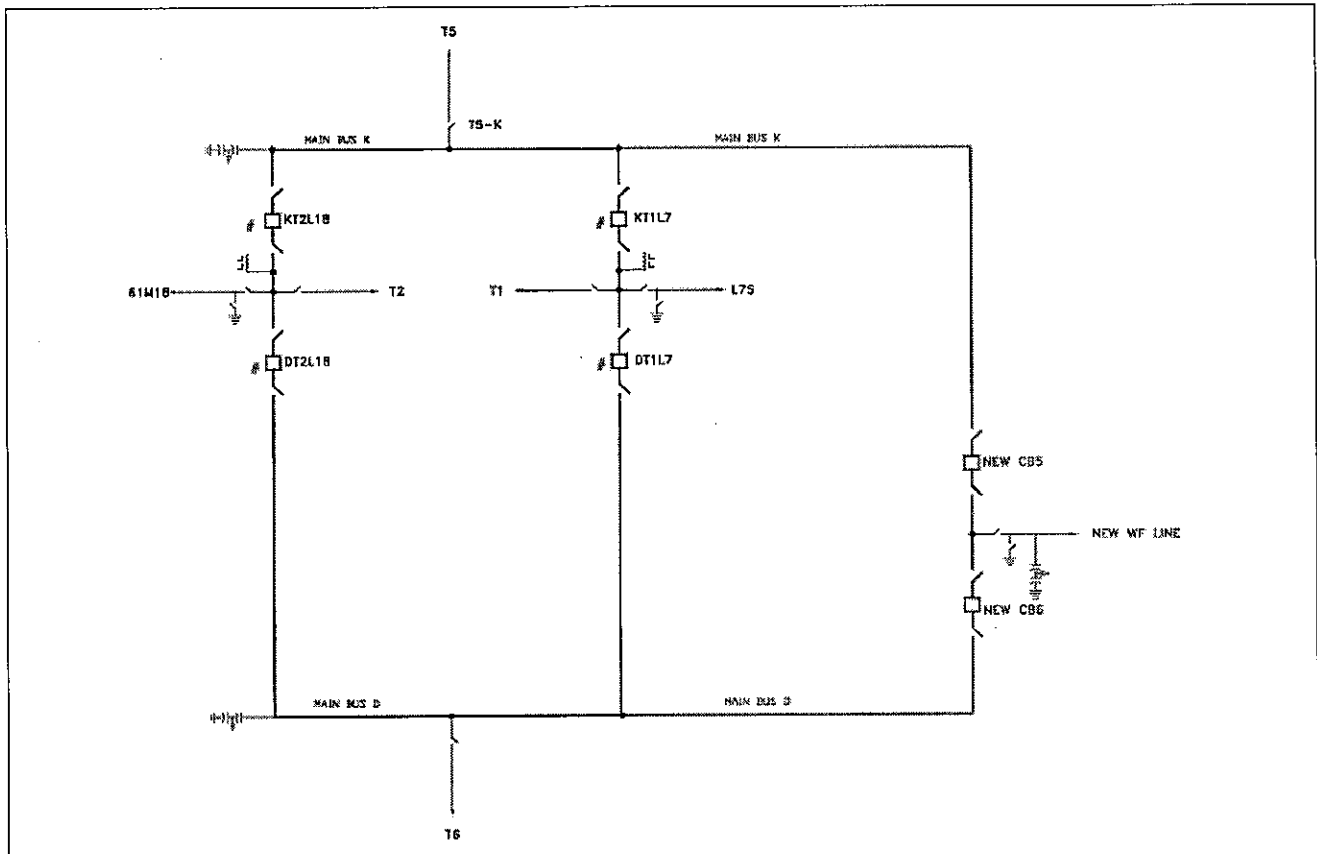 T5
T5-K
MAIN BUS K
MAIN BUS K
# KT2L18
# KT1L7
61M18
T2
T1
L7S
# DT2L18
# DT1L7
NEW CB5
NEW WF LINE
NEW CB6
MAIN BUS D
MAIN BUS D
T6